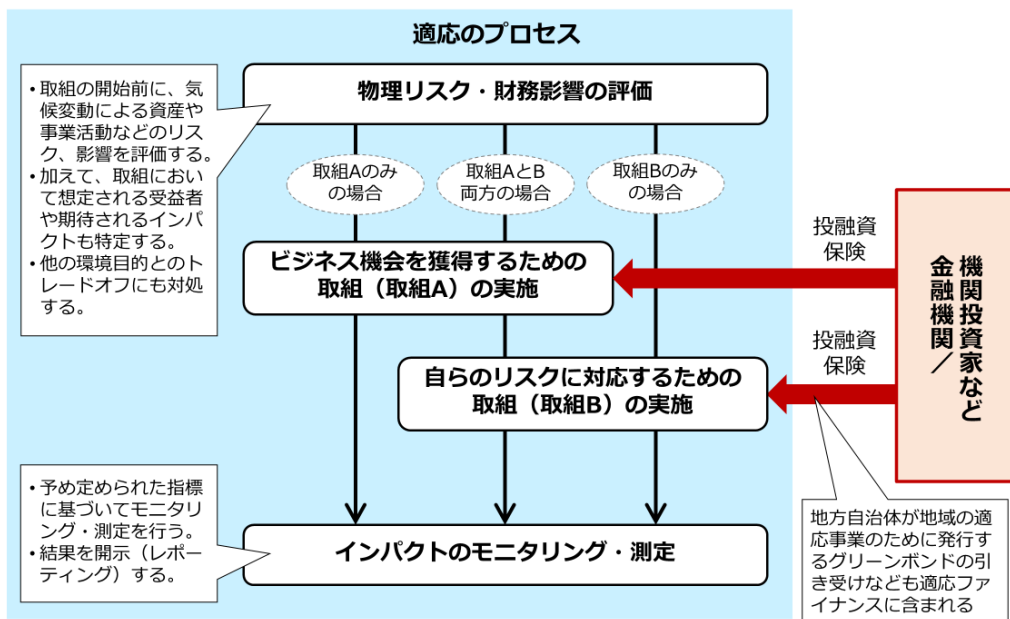 適応のプロセス
物理リスク・財務影響の評価
・取組の開始前に、気
候変動による資産や
事業活動などのリス
ク、影響を評価する。
・加えて、取組におい
て想定される受益者
や期待されるインパ
クトも特定する。
・他の環境目的とのト
レードオフにも対処
する。
取組Aのみ
の場合
取組AとB
両方の場合
取組Bのみ
の場合
ビジネス機会を獲得するための
取組（取組A）の実施
投融資
保険
自らのリスクに対応するための
取組（取組B）の実施
投融資
保険
金融機関／
機関投資家など
・予め定められた指標
に基づいてモニタリ
ング・測定を行う。
・結果を開示（レポー
ティング）する。
インパクトのモニタリング・測定
地方自治体が地域の適
応事業のために発行す
るグリーンボンドの引
き受けなども適応ファ
イナンスに含まれる